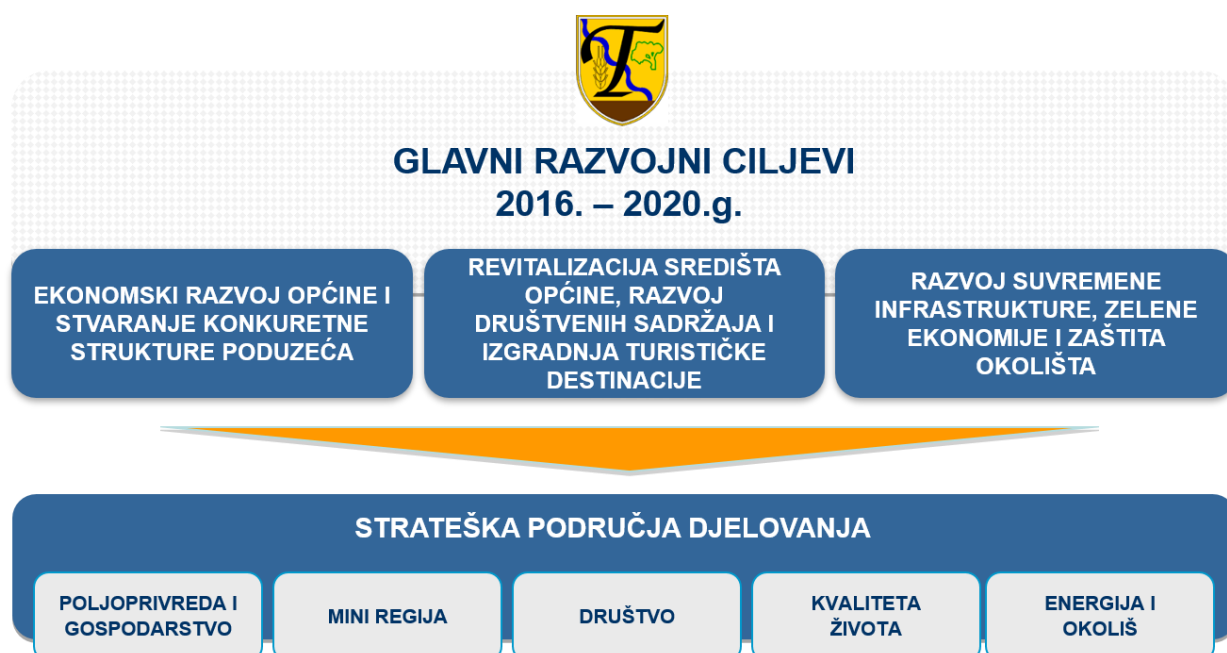 GLAVNI RAZVOJNI CILJEVI
2016. – 2020.g.
EKONOMSKI RAZVOJ OPĆINE I
STVARANJE KONKURETNE
STRUKTURE PODUZEĆA
REVITALIZACIJA SREDIŠTA
OPĆINE, RAZVOJ
DRUŠTVENIH SADRŽAJA I
IZGRADNJA TURISTIČKE
DESTINACIJE
RAZVOJ SUVREMENE
INFRASTRUKTURE, ZELENE
EKONOMIJE I ZAŠTITA
OKOLIŠTA
STRATEŠKA PODRUČJA DJELOVANJA
POLJOPRIVREDA I
GOSPODARSTVO
MINI REGIJA
DRUŠTVO
KVALITETA
ŽIVOTA
ENERGIJA I
OKOLIŠ